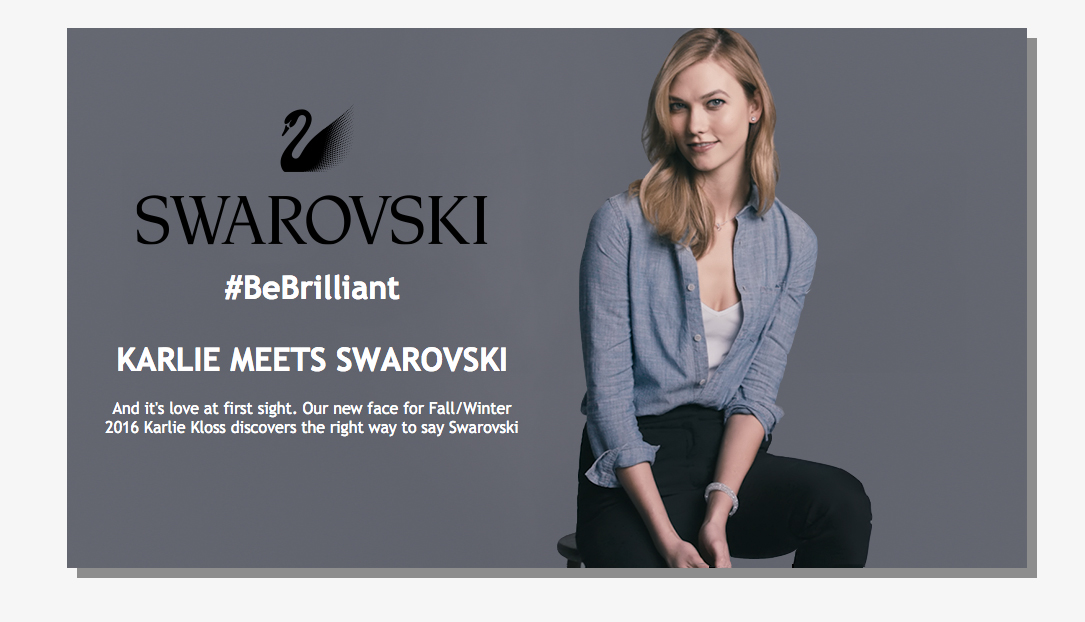 SWAROVSKI
#BeBrilliant
KARLIE MEETS SWAROVSKI
And it's love at first sight. Our new face for Fall/Winter
2016 Karlie Kloss discovers the right way to say Swarovski